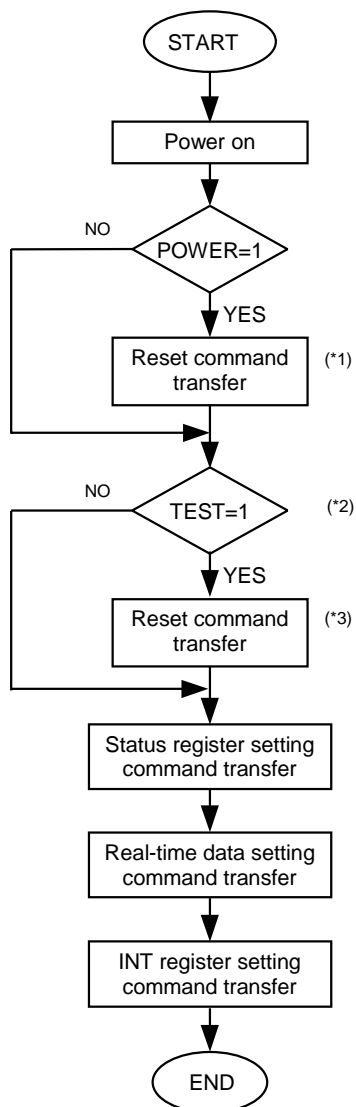 START
Power on
NO
POWER=1
YES
Reset command
transfer
(*1)
NO
TEST=1
(*2)
YES
Reset command
transfer
(*3)
Status register setting
command transfer
Real-time data setting
command transfer
INT register setting
command transfer
END